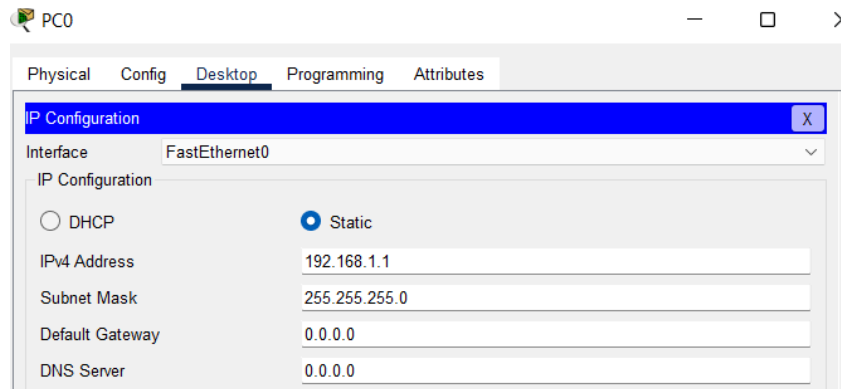 PC0
Physical Config Desktop Programming Attributes
IP Configuration X
Interface FastEthernet0
IP Configuration
DHCP Static
IPv4 Address 192.168.1.1
Subnet Mask 255.255.255.0
Default Gateway 0.0.0.0
DNS Server 0.0.0.0